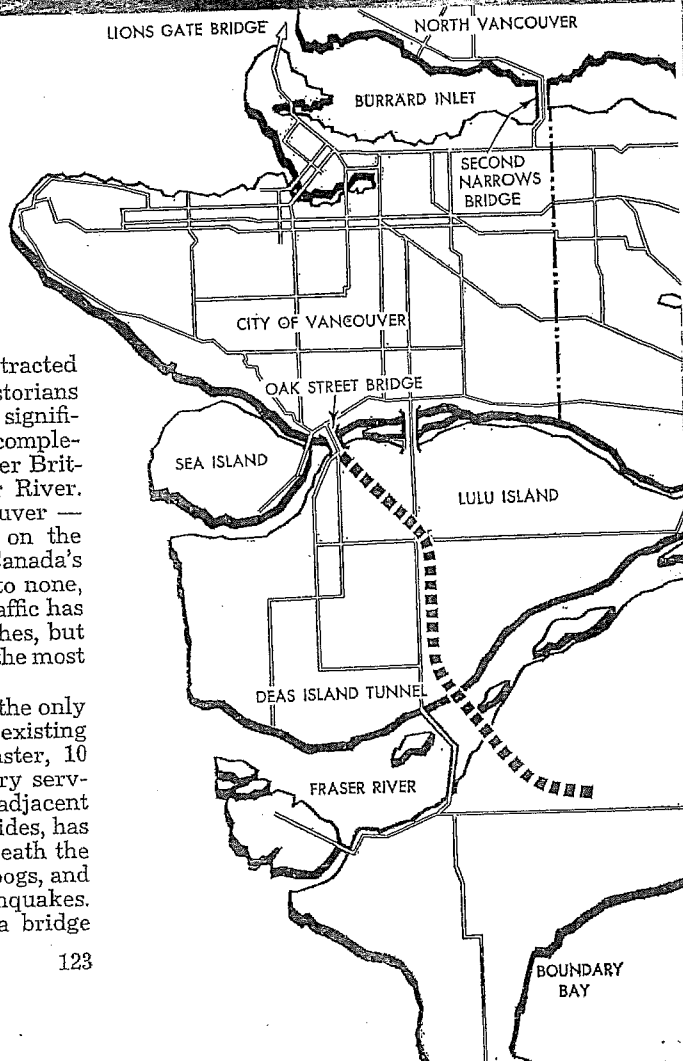 LIONS GATE BRIDGE
NORTH VANCOUVER
BURRARD INLET
SECOND
NARROWS
BRIDGE
CITY OF VANCOUVER
OAK STREET BRIDGE
SEA ISLAND
LULU ISLAND
DEAS ISLAND TUNNEL
FRASER RIVER
BOUNDARY
BAY
tracted
storians
signifi-
comple-
er Brit-
r River.
uver —
on the
Canada's
to none,
affic has
hes, but
the most
the only
existing
aster, 10
ry serv-
adjacent
ides, has
eath the
bogs, and
hquakes.
a bridge
123